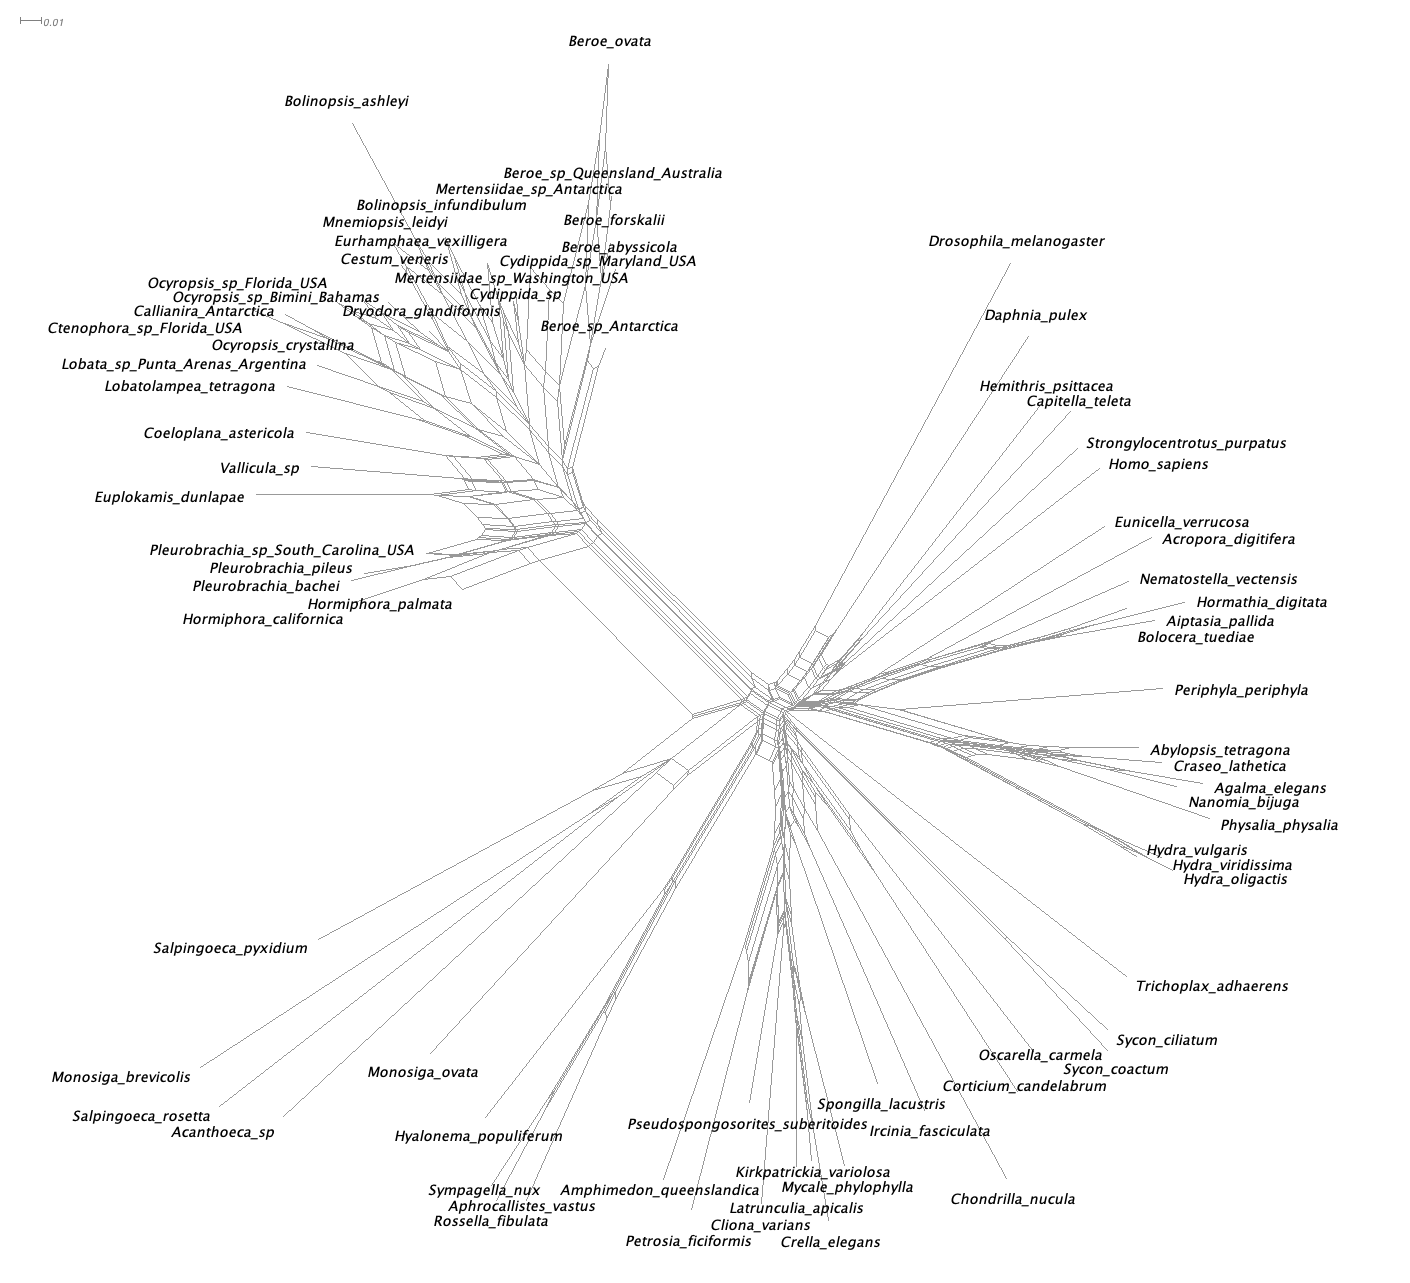 0.01
Beroe_ovata
Bolinopsis_ashleyi
Beroe_sp_Queensland_Australia
Mertensiidae_sp_Antarctica
Bolinopsis_infundibulum
Mnemiopsis_leidyi
Beroe_forskalii
Eurhamphaea_vexilligera
Beroe_abyssicola
Cestum_veneris
Cydippida_sp_Maryland_USA
Mertensiidae_sp_Washington_USA
Ocyropsis_sp_Florida_USA
Cydippida_sp
Ocyropsis_sp_Bimini_Bahamas
Callianira_Antarctica
Dryodora_glandiformis
Ctenophora_sp_Florida_USA
Beroe_sp_Antarctica
Ocyropsis_crystallina
Lobata_sp_Punta_Arenas_Argentina
Lobatolampea_tetragona
Coeloplana_astericola
Vallicula_sp
Euplokamis_dunlapae
Pleurobrachia_sp_South_Carolina_USA
Pleurobrachia_pileus
Pleurobrachia_bachei
Hormiphora_palmata
Hormiphora_californica
Drosophila_melanogaster
Daphnia_pulex
Hemithris_psittacea
Capitella_teleta
Strongylocentrotus_purpatus
Homo_sapiens
Eunicella_verrucosa
Acropora_digitifera
Nematostella_vectensis
Hormathia_digitata
Aiptasia_pallida
Bolocera_tuediae
Periphyla_periphyla
Abylopsis_tetragona
Craseo_lathetica
Agalma_elegans
Nanomia_bijuga
Physalia_physalia
Hydra_vulgaris
Hydra_viridissima
Hydra_oligactis
Trichoplax_adhaerens
Sycon_ciliatum
Oscarella_carmela
Sycon_coactum
Corticium_candelabrum
Spongilla_lacustris
Pseudospongosorites_suberitoides
Ircinia_fasciculata
Chondrilla_nucula
Kirkpatrickia_variolosa
Mycale_phylophylla
Amphimedon_queenslandica
Latrunculia_apicalis
Cliona_varians
Petrosia_ficiformis
Crella_elegans
Salpingoeca_pyxidium
Monosiga_brevicolis
Monosiga_ovata
Salpingoeca_rosetta
Acanthoeca_sp
Hyalonema_populiferum
Sympagella_nux
Aphrocallistes_vastus
Rossella_fibulata